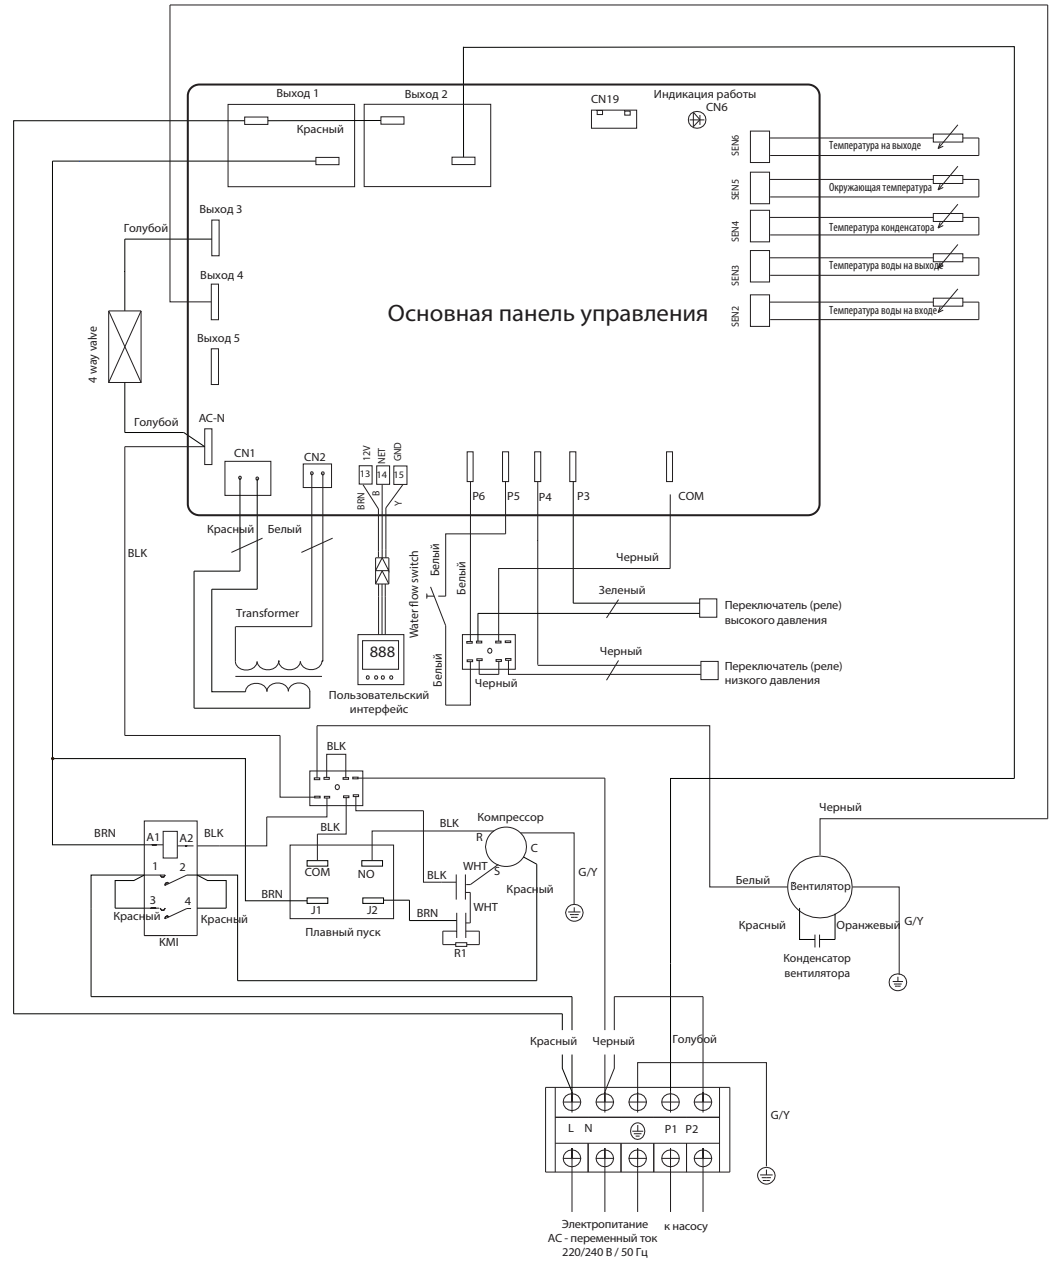 Выход 1
Выход 2
Красный
CN19
Индикация работы
CN6
SEN6
Температура на выходе
SEN5
Окружающая температура
SEN4
Температура конденсатора
SEN3
Температура воды на выходе
SEN2
Температура воды на входе
Выход 3
Голубой
Выход 4
Основная панель управления
Выход 5
4 way valve
AC-N
Голубой
CN1
CN2
12V
NET
GND
13
14
15
BRN
B
Y
P6
P5
P4
P3
COM
Красный
Белый
BLK
Белый
Белый
Water flow switch
Черный
Зеленый
Переключатель (реле)
высокого давления
Transformer
888
Белый
Черный
Черный
Переключатель (реле)
низкого давления
Пользовательский
интерфейс
BLK
BLK
BRN
A1
A2
BLK
1
2
3
4
Красный
Красный
KMI
BRN
COM
NO
J1
J2
Плавный пуск
BLK
Компрессор
R
C
S
WHT
BLK
Красный
WHT
BRN
R1
G/Y
Черный
Белый
Вентилятор
Красный
Оранжевый
G/Y
Конденсатор
вентилятора
Красный
Черный
Голубой
G/Y
L
N
P1
P2
Электропитание
AC - переменный ток
220/240 В / 50 Гц
к насосу